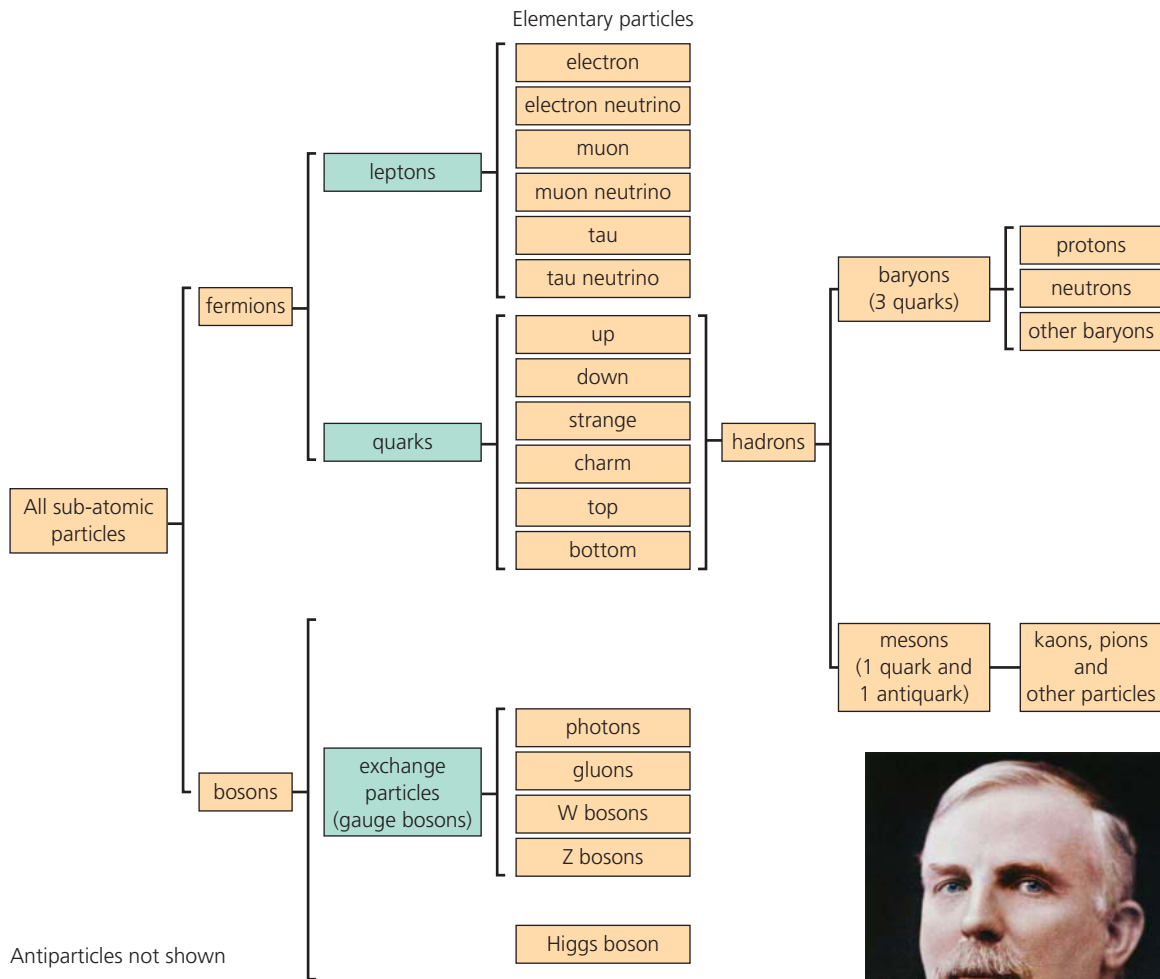 Elementary particles
electron
electron neutrino
muon
muon neutrino
tau
tau neutrino
leptons
fermions
up
down
strange
charm
top
bottom
quarks
hadrons
baryons
(3 quarks)
protons
neutrons
other baryons
mesons
(1 quark and
1 antiquark)
kaons, pions
and
other particles
All sub-atomic
particles
bosons
exchange
particles
(gauge bosons)
photons
gluons
W bosons
Z bosons
Higgs boson
Antiparticles not shown